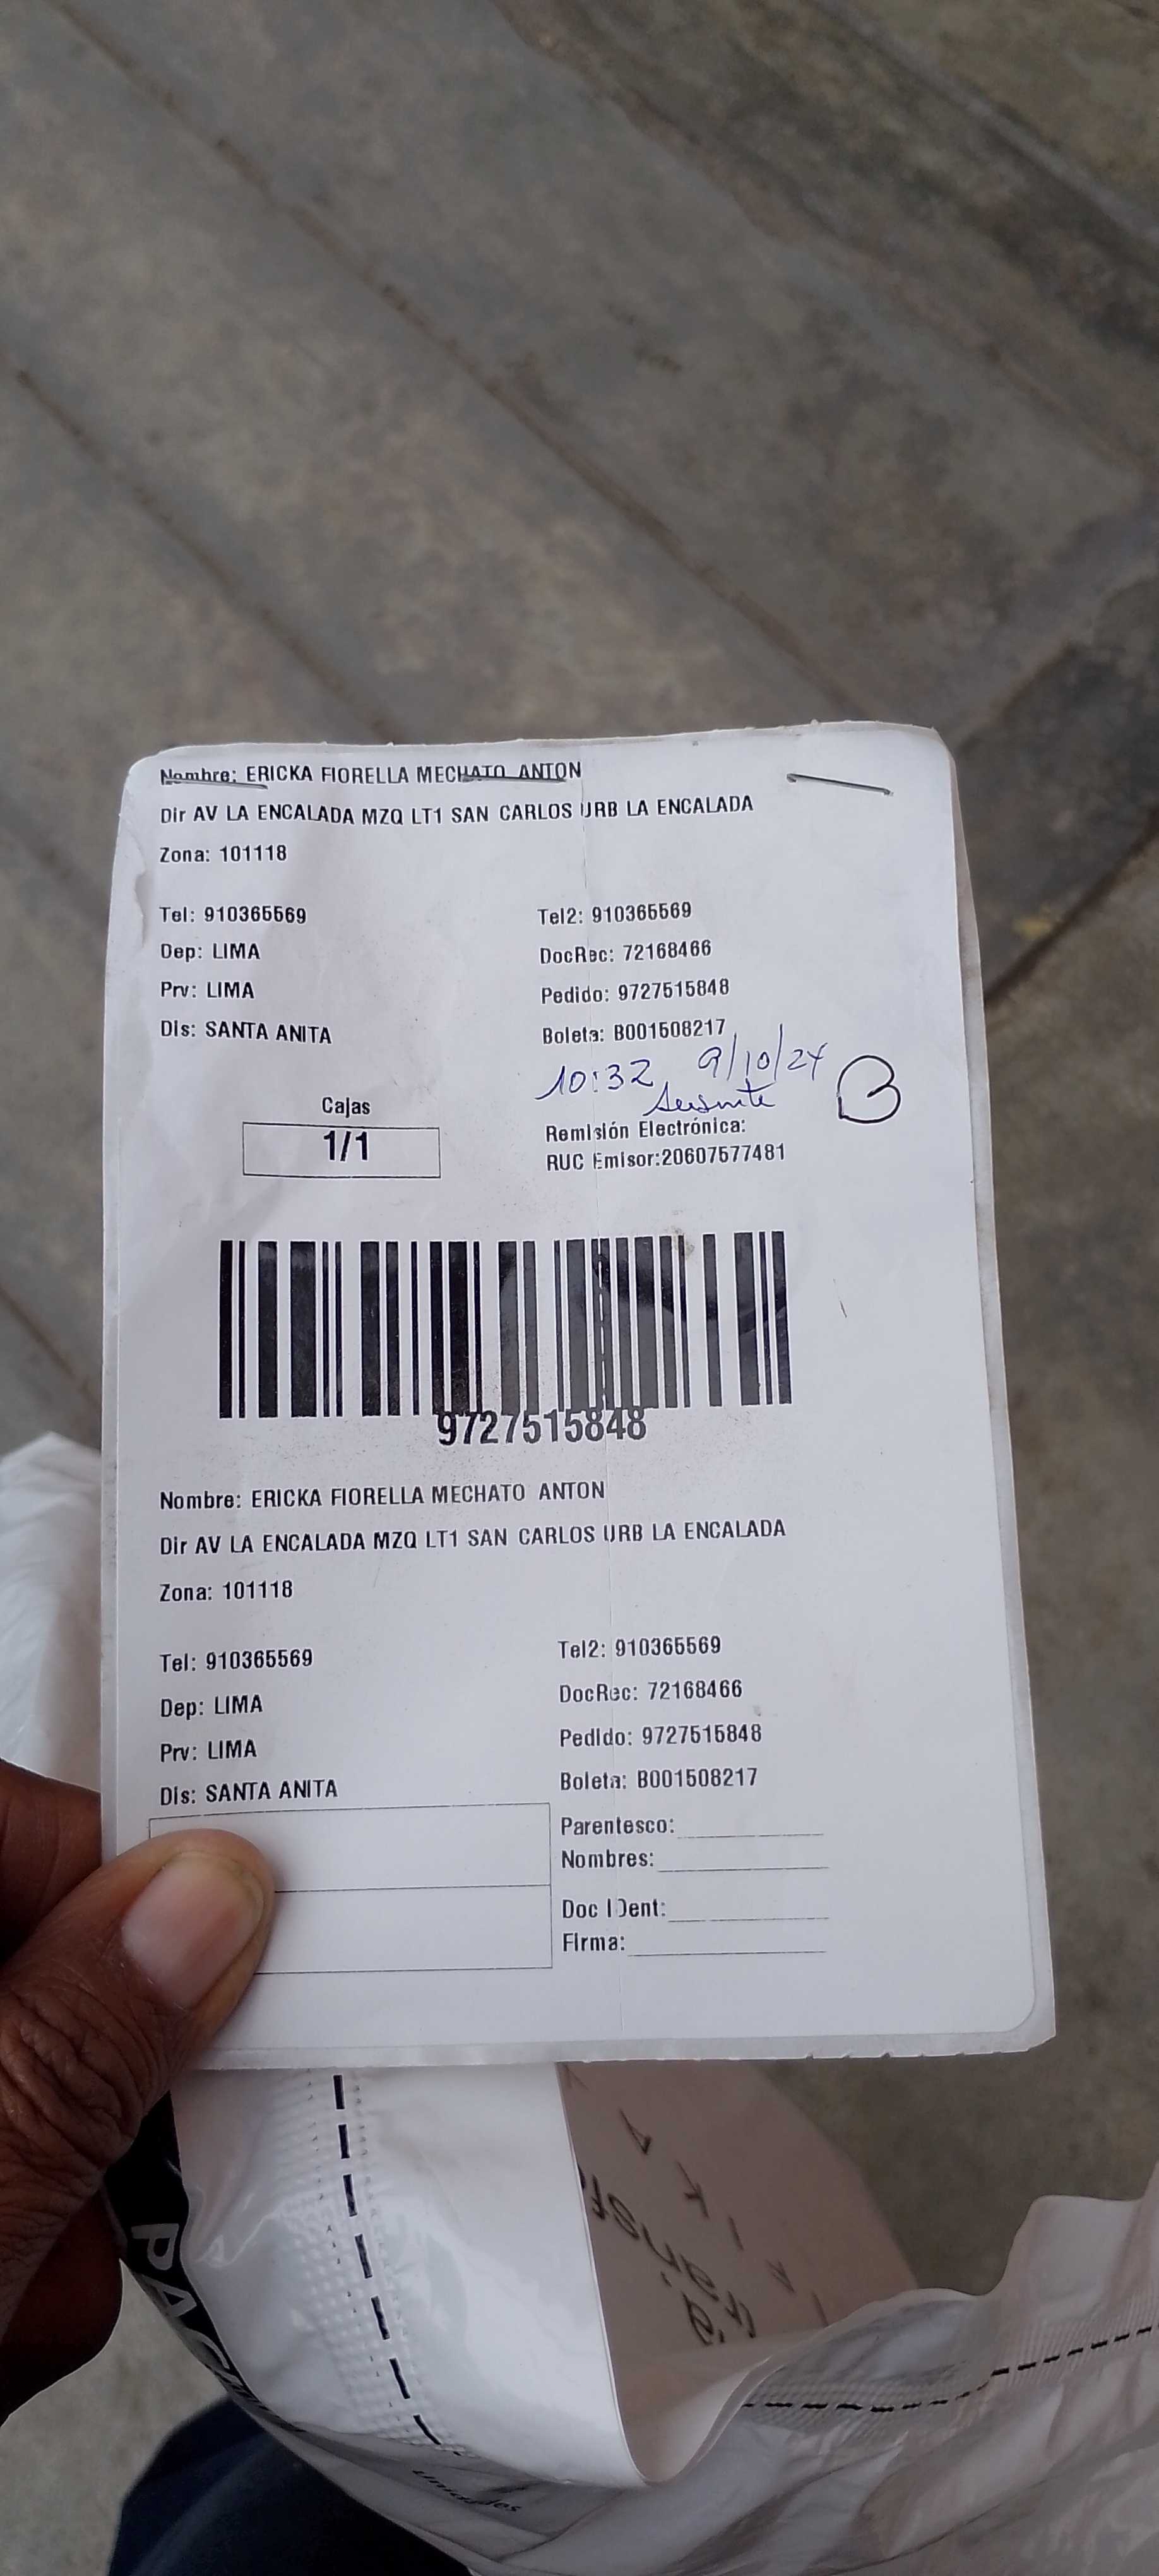 Nombre: ERICKA FIORELLA MECHATO ANTON
Dir AV LA ENCALADA MZQ LT1 SAN CARLOS URB LA ENCALADA
Zona: 101118
Tel: 910365569 Tel2: 910365569
Dep: LIMA DocRec: 72168466
Prv: LIMA Pedido: 9727515848
Dis: SANTA ANITA Boleta: B001508217
10:32 9/10/24
Ausente
B
Cajas
1/1
Remisión Electrónica:
RUC Emisor:20607577481
9727515848
Nombre: ERICKA FIORELLA MECHATO ANTON
Dir AV LA ENCALADA MZQ LT1 SAN CARLOS URB LA ENCALADA
Zona: 101118
Tel: 910365569 Tel2: 910365569
Dep: LIMA DocRec: 72168466
Prv: LIMA Pedido: 9727515848
Dis: SANTA ANITA Boleta: B001508217
Parentesco:
Nombres:
Doc IDent:
Firma: